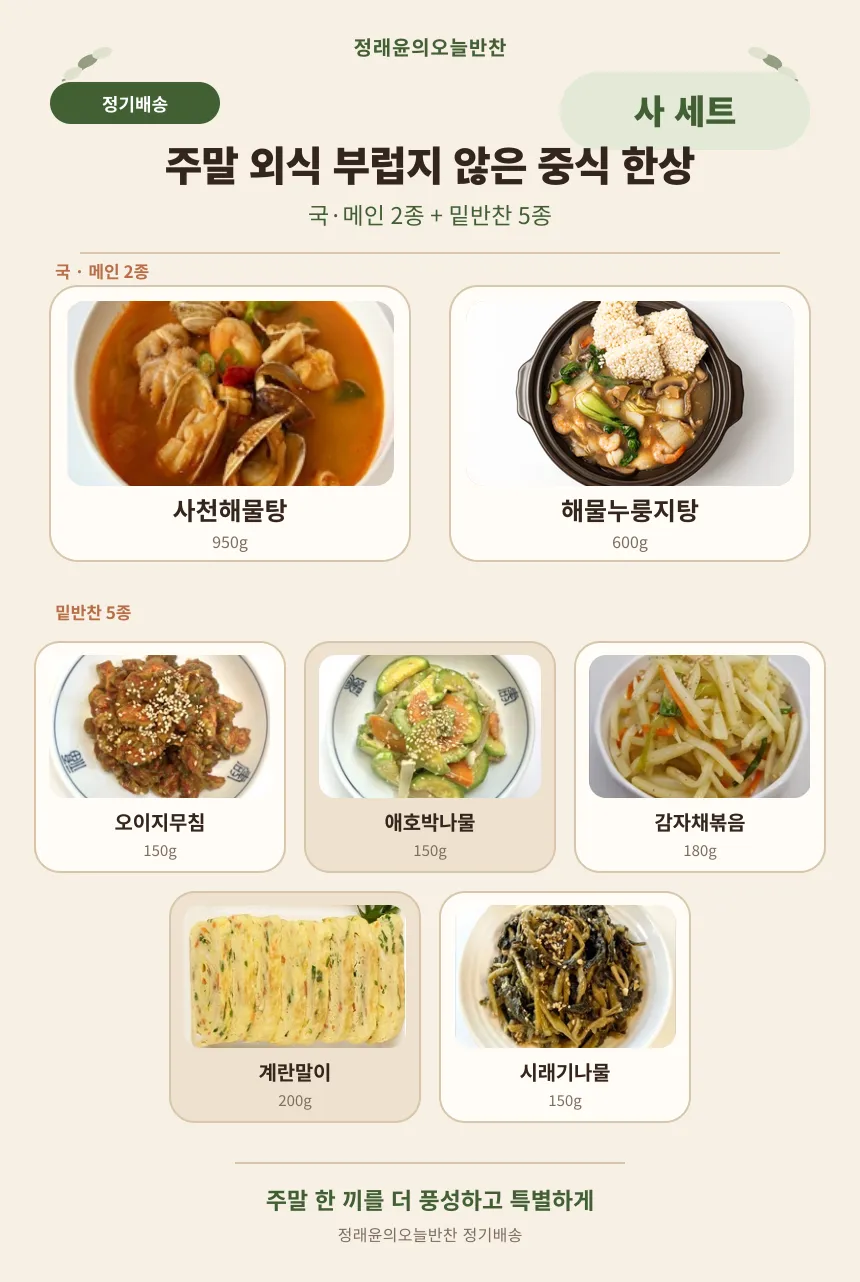 정래윤의오늘반찬
정기배송
사 세트
주말 외식 부럽지 않은 중식 한상
국·메인 2종 + 밑반찬 5종
국 · 메인 2종
사천해물탕
950g
해물누룽지탕
600g
밑반찬 5종
오이지무침
150g
애호박나물
150g
감자채볶음
180g
계란말이
200g
시래기나물
150g
주말 한 끼를 더 풍성하고 특별하게
정래윤의오늘반찬 정기배송